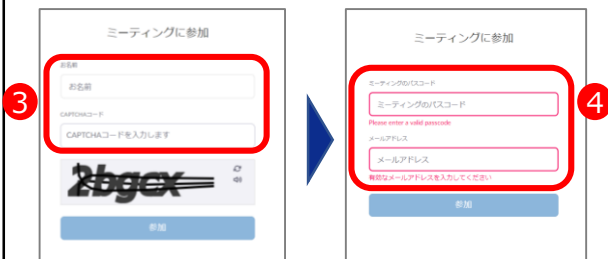 ミーティングに参加
お名前
お名前
CAPTCHAコード
CAPTCHAコードを入力します
2bgcx
参加
3
ミーティングに参加
ミーティングのパスコード
ミーティングのパスコード
Please enter a valid passcode
メールアドレス
メールアドレス
有効なメールアドレスを入力してください
参加
4